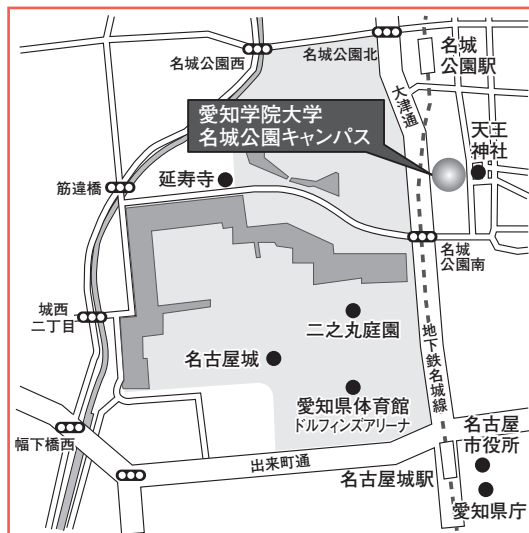 名城公園西
名城公園北
名城
公園駅
大津通
愛知学院大学
名城公園キャンパス
天王
神社
筋違橋
延寿寺
名城
公園南
城西
二丁目
二之丸庭園
名古屋城
地下鉄名城線
愛知県体育館
ドルフィンズアリーナ
幅下橋西
出来町通
名古屋城駅
名古屋
市役所
愛知県庁